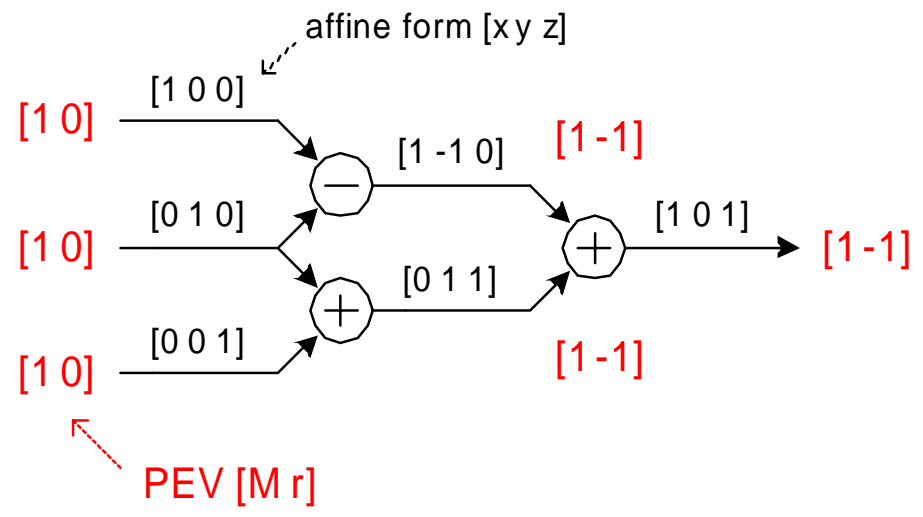 affine form [x y z]
[1 0 0]
[1 0]
[1 -1 0]
[1 -1]
[0 1 0]
[1 0]
[1 0 1]
[1 -1]
[0 1 1]
[0 0 1]
[1 0]
[1 -1]
PEV [M r]